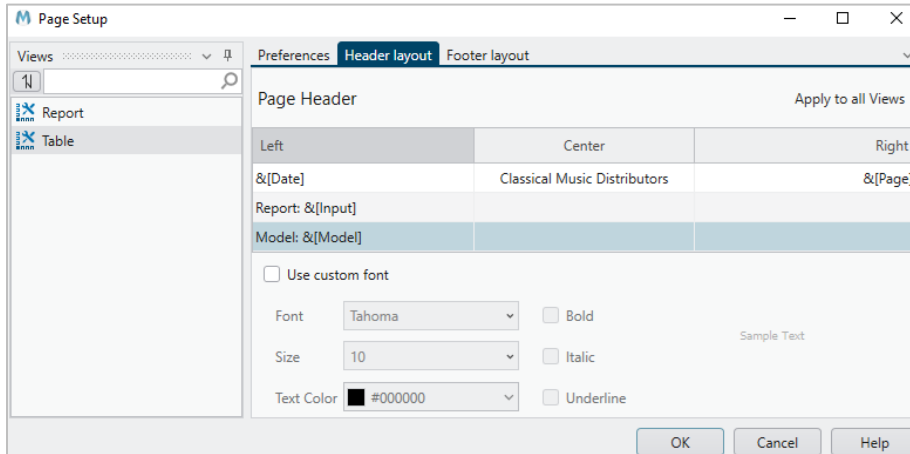 Page Setup
Views
Preferences Header layout Footer layout
Page Header
Apply to all Views
Report
Table
Left Center Right
&[Date] Classical Music Distributors &[Page]
Report: &[Input]
Model: &[Model]
Use custom font
Font Tahoma Bold
Sample Text
Size 10 Italic
Text Color #000000 Underline
OK Cancel Help